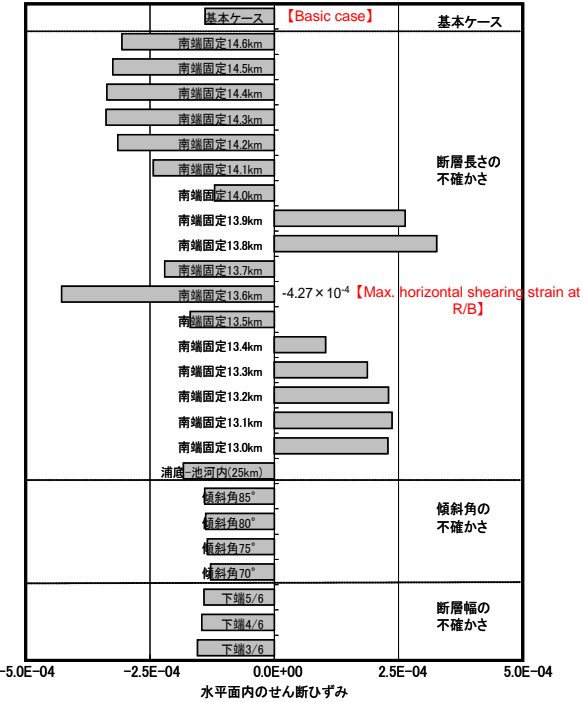 基本ケース 【Basic case】 基本ケース
南端固定14.6km
南端固定14.5km
南端固定14.4km
南端固定14.3km
南端固定14.2km
南端固定14.1km
断層長さの
不確かさ
南端固定14.0km
南端固定13.9km
南端固定13.8km
南端固定13.7km
南端固定13.6km -4.27×10⁻⁴【Max. horizontal shearing strain at
R/B】
南端固定13.5km
南端固定13.4km
南端固定13.3km
南端固定13.2km
南端固定13.1km
南端固定13.0km
浦底-池河内(25km)
傾斜角85°
傾斜角80°
傾斜角75°
傾斜角70°
傾斜角の
不確かさ
下端5/6
下端4/6
下端3/6
断層幅の
不確かさ
-5.0E-04 -2.5E-04 0.0E+00 2.5E-04 5.0E-04
水平面内のせん断ひずみ